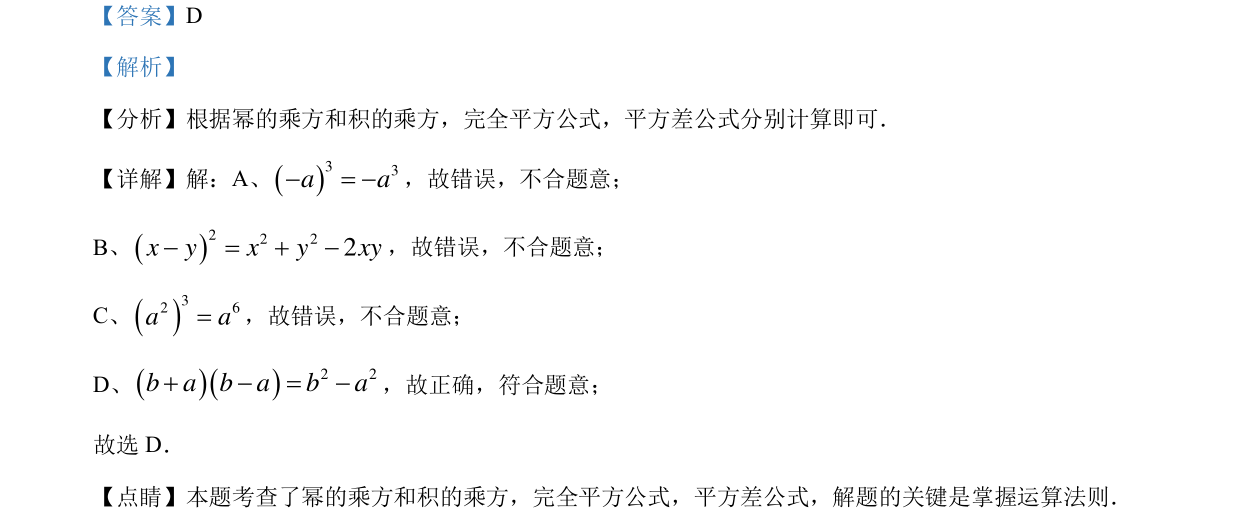 【答案】D
【解析】
【分析】根据幂的乘方和积的乘方，完全平方公式，平方差公式分别计算即可．
【详解】解：A、(−a)³ = −a³，故错误，不合题意；
B、(x − y)² = x² + y² − 2xy，故错误，不合题意；
C、(a²)³ = a⁶，故错误，不合题意；
D、(b + a)(b − a) = b² − a²，故正确，符合题意；
故选 D．
【点睛】本题考查了幂的乘方和积的乘方，完全平方公式，平方差公式，解题的关键是掌握运算法则．